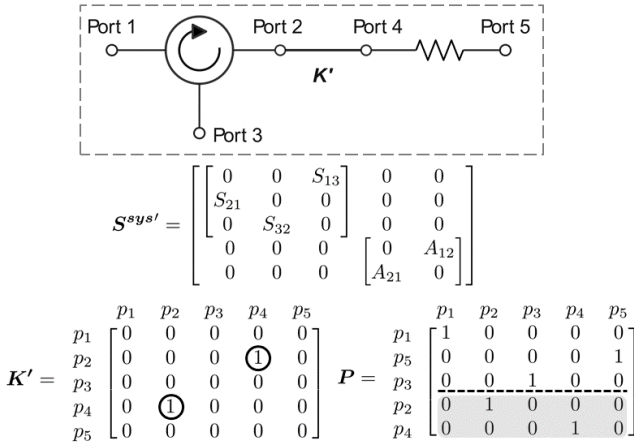 Port 1 Port 2 Port 4 Port 5
K'
Port 3
0 0 S13 0 0
S21 0 0 0 0
Ssys' = 0 S32 0 0 0
0 0 0 0 A12
0 0 0 A21 0
p1 p2 p3 p4 p5
p1 0 0 0 0 0
p2 0 0 0 1 0
K' = p3 0 0 0 0 0
p4 0 1 0 0 0
p5 0 0 0 0 0
p1 p2 p3 p4 p5
p1 1 0 0 0 0
p5 0 0 0 0 1
P = p3 0 0 1 0 0
p2 0 1 0 0 0
p4 0 0 0 1 0